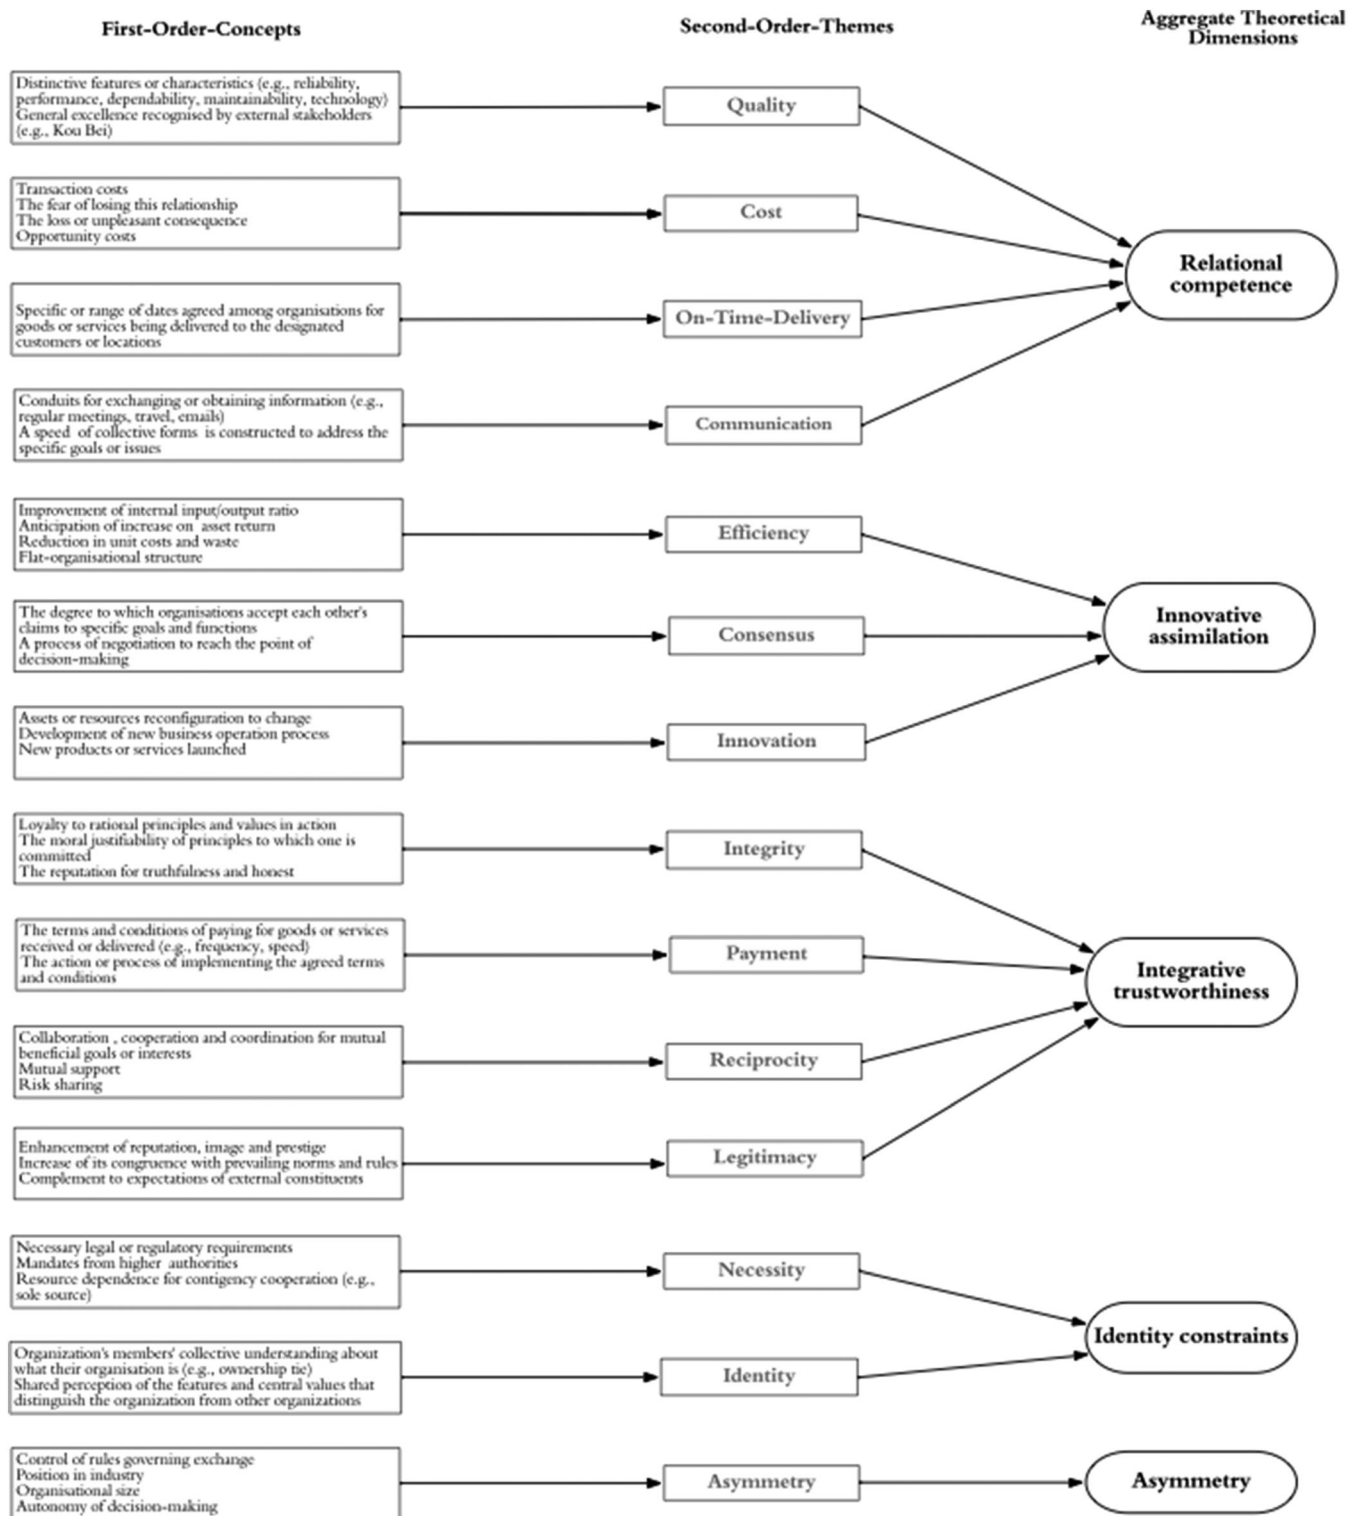 First-Order-Concepts
Second-Order-Themes
Aggregate Theoretical
Dimensions
Distinctive features or characteristics (e.g., reliability,
performance, dependability, maintainability, technology)
General excellence recognised by external stakeholders
(e.g., Kou Bei)
Quality
Transaction costs
The fear of losing this relationship
The loss or unpleasant consequence
Opportunity costs
Cost
Relational
competence
Specific or range of dates agreed among organisations for
goods or services being delivered to the designated
customers or locations
On-Time-Delivery
Conduits for exchanging or obtaining information (e.g.,
regular meetings, travel, emails)
A speed of collective forms is constructed to address the
specific goals or issues
Communication
Improvement of internal input/output ratio
Anticipation of increase on asset return
Reduction in unit costs and waste
Flat-organisational structure
Efficiency
The degree to which organisations accept each other's
claims to specific goals and functions
A process of negotiation to reach the point of
decision-making
Consensus
Innovative
assimilation
Assets or resources reconfiguration to change
Development of new business operation process
New products or services launched
Innovation
Loyalty to rational principles and values in action
The moral justifiability of principles to which one is
committed
The reputation for truthfulness and honest
Integrity
The terms and conditions of paying for goods or services
received or delivered (e.g., frequency, speed)
The action or process of implementing the agreed terms
and conditions
Payment
Integrative
trustworthiness
Collaboration , cooperation and coordination for mutual
beneficial goals or interests
Mutual support
Risk sharing
Reciprocity
Enhancement of reputation, image and prestige
Increase of its congruence with prevailing norms and rules
Complement to expectations of external constituents
Legitimacy
Necessary legal or regulatory requirements
Mandates from higher authorities
Resource dependence for contigency cooperation (e.g.,
sole source)
Necessity
Identity constraints
Organization's members' collective understanding about
what their organisation is (e.g., ownership tie)
Shared perception of the features and central values that
distinguish the organization from other organizations
Identity
Control of rules governing exchange
Position in industry
Organisational size
Autonomy of decision-making
Asymmetry
Asymmetry